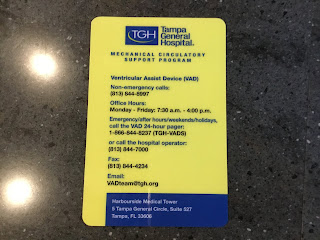 TGH Tampa
General
Hospital.
MECHANICAL CIRCULATORY
SUPPORT PROGRAM
Ventricular Assist Device (VAD)
Non-emergency calls:
(813) 844-8997
Office Hours:
Monday - Friday: 7:30 a.m. - 4:00 p.m.
Emergency/after hours/weekends/holidays,
call the VAD 24-hour pager:
1-866-844-8237 (TGH-VADS)
or call the hospital operator:
(813) 844-7000
Fax:
(813) 844-4234
Email:
VADteam@tgh.org
Harbourside Medical Tower
5 Tampa General Circle, Suite 527
Tampa, FL 33606